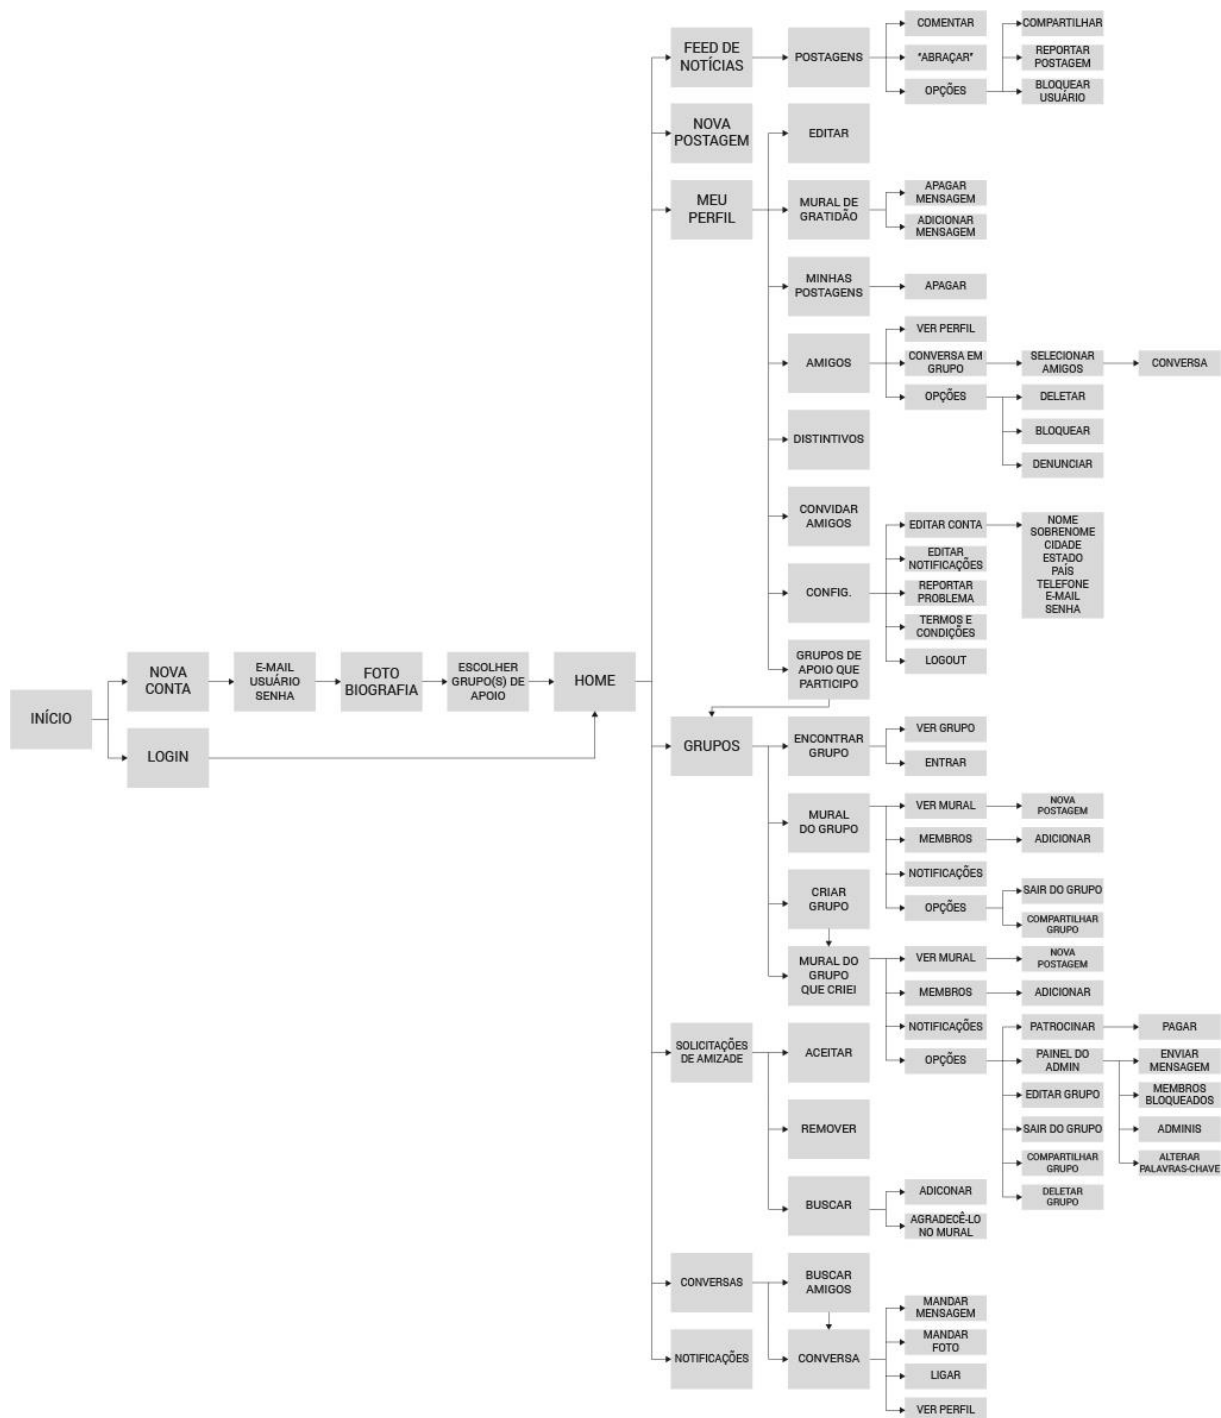 INÍCIO
NOVA
CONTA
LOGIN
E-MAIL
USUÁRIO
SENHA
FOTO
BIOGRAFIA
ESCOLHER
GRUPO(S) DE
APOIO
HOME
FEED DE
NOTÍCIAS
POSTAGENS
COMENTAR
"ABRAÇAR"
OPÇÕES
COMPARTILHAR
REPORTAR
POSTAGEM
BLOQUEAR
USUÁRIO
NOVA
POSTAGEM
MEU
PERFIL
EDITAR
MURAL DE
GRATIDÃO
APAGAR
MENSAGEM
ADICIONAR
MENSAGEM
MINHAS
POSTAGENS
APAGAR
AMIGOS
VER PERFIL
CONVERSA EM
GRUPO
SELECIONAR
AMIGOS
CONVERSA
OPÇÕES
DELETAR
BLOQUEAR
DENUNCIAR
DISTINTIVOS
CONVIDAR
AMIGOS
CONFIG.
EDITAR CONTA
NOME
SOBRENOME
CIDADE
ESTADO
PAÍS
TELEFONE
E-MAIL
SENHA
EDITAR
NOTIFICAÇÕES
REPORTAR
PROBLEMA
TERMOS E
CONDIÇÕES
LOGOUT
GRUPOS DE
APOIO QUE
PARTICIPO
GRUPOS
ENCONTRAR
GRUPO
VER GRUPO
ENTRAR
MURAL
DO GRUPO
VER MURAL
NOVA
POSTAGEM
MEMBROS
ADICIONAR
NOTIFICAÇÕES
OPÇÕES
SAIR DO GRUPO
COMPARTILHAR
GRUPO
CRIAR
GRUPO
MURAL DO
GRUPO
QUE CRIEI
VER MURAL
NOVA
POSTAGEM
MEMBROS
ADICIONAR
NOTIFICAÇÕES
OPÇÕES
PATROCINAR
PAGAR
PAINEL DO
ADMIN
ENVIAR
MENSAGEM
MEMBROS
BLOQUEADOS
ADMINIS
ALTERAR
PALAVRAS-CHAVE
EDITAR GRUPO
SAIR DO GRUPO
COMPARTILHAR
GRUPO
DELETAR
GRUPO
SOLICITAÇÕES
DE AMIZADE
ACEITAR
REMOVER
BUSCAR
ADICONAR
AGRADECÊ-LO
NO MURAL
CONVERSAS
BUSCAR
AMIGOS
CONVERSA
MANDAR
MENSAGEM
MANDAR
FOTO
LIGAR
VER PERFIL
NOTIFICAÇÕES